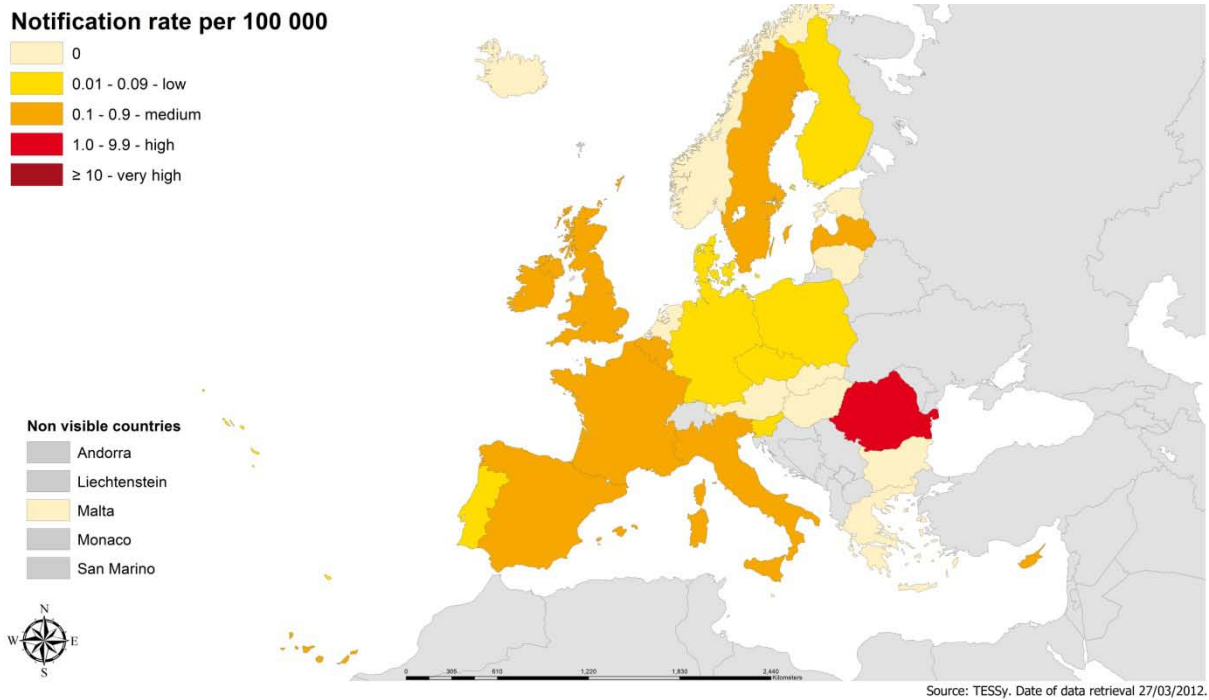 Notification rate per 100 000
0
0.01 - 0.09 - low
0.1 - 0.9 - medium
1.0 - 9.9 - high
≥ 10 - very high
Non visible countries
Andorra
Liechtenstein
Malta
Monaco
San Marino
N
W E
S
0 305 610 1,220 1,830 2,440
Kilometers
Source: TESSy. Date of data retrieval 27/03/2012.